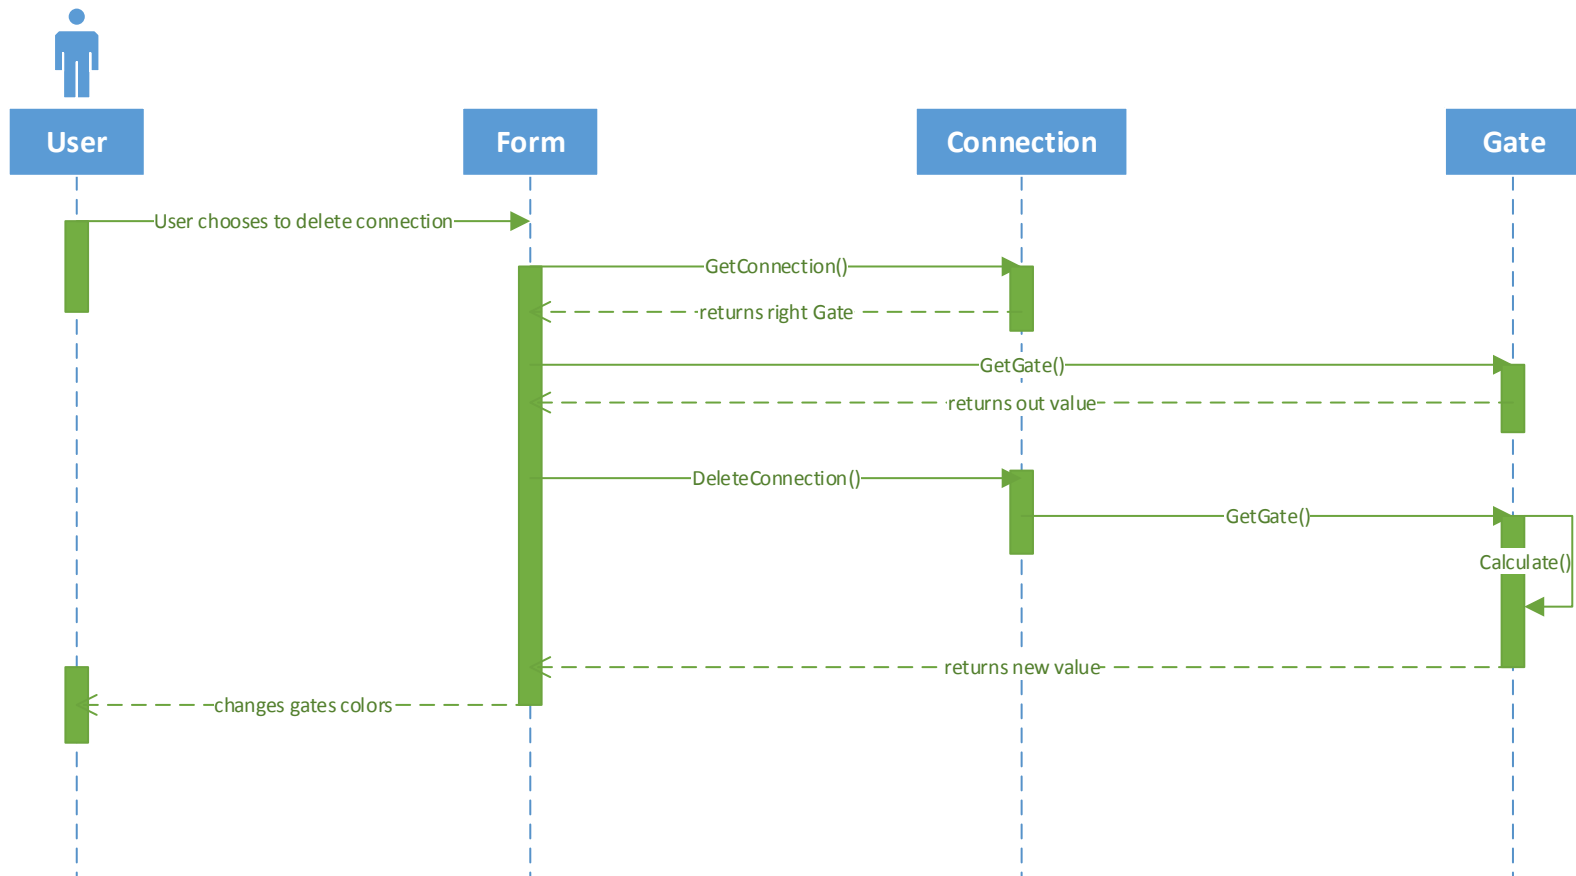 User
Form
Connection
Gate
User chooses to delete connection
GetConnection()
returns right Gate
GetGate()
returns out value
DeleteConnection()
GetGate()
Calculate()
returns new value
changes gates colors